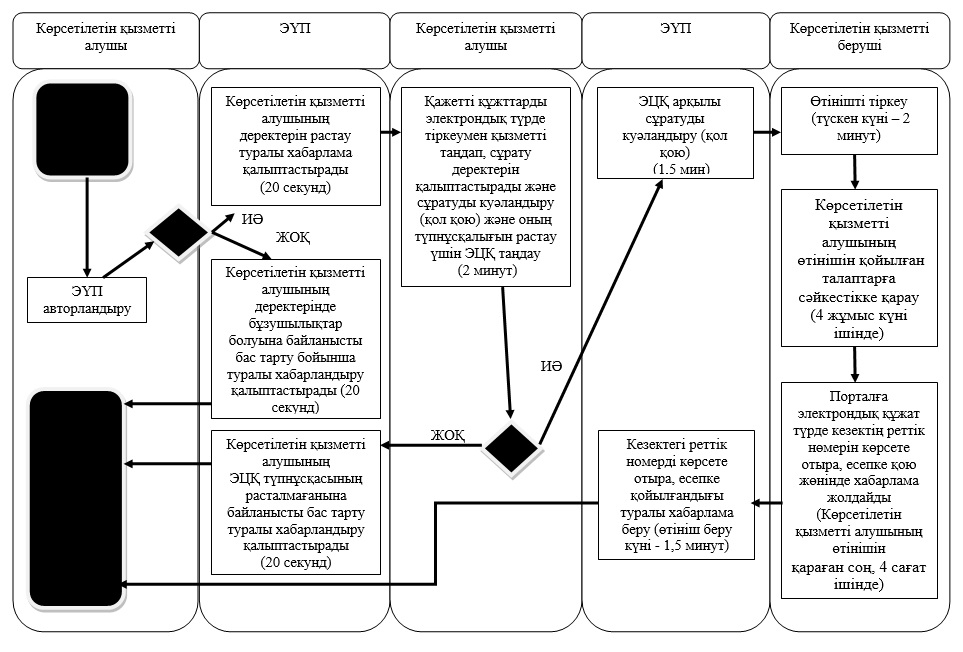 Көрсетілетін қызметті
алушы
ЭҮП
Көрсетілетін қызметті
алушы
ЭҮП
Көрсетілетін қызметті
беруші
ЭҮП
авторландыру
Көрсетілетін қызметті
алушының
деректерін растау
туралы хабарлама
қалыптастырады
(20 секунд)
ИӘ
ЖОҚ
Көрсетілетін қызметті
алушының
деректерінде
бұзушылықтар
болуына байланысты
бас тарту бойынша
туралы хабарландыру
қалыптастырады (20
секунд)
Көрсетілетін қызметті
алушының
ЭЦҚ түпнұсқасының
расталмағанына
байланысты бас тарту
туралы хабарландыру
қалыптастырады
(20 секунд)
Қажетті құжттарды
электрондық түрде
тіркеумен қызметті
таңдап, сұрату
деректерін
қалыптастырады және
сұратуды куәландыру
(қол қою) және оның
түпнұсқалығын растау
үшін ЭЦҚ таңдау
(2 минут)
ИӘ
ЖОҚ
ЭЦҚ арқылы
сұратуды
куәландыру (қол
қою)
(1.5 мин)
Кезектегі реттік
номерді көрсете
отыра, есепке
қойылғандығы
туралы хабарлама
беру (өтініш беру
күні - 1,5 минут)
Өтінішті тіркеу
(түскен күні – 2
минут)
Көрсетілетін
қызметті
алушының
өтінішін қойылған
талаптарға
сәйкестікке қарау
(4 жұмыс күні
ішінде)
Порталға
электрондық құжат
түрде кезектің реттік
нөмерін көрсете
отыра, есепке қою
жөнінде хабарлама
жолдайды
(Көрсетілетін
қызметті алушының
өтінішін
қараған соң, 4 сағат
ішінде)